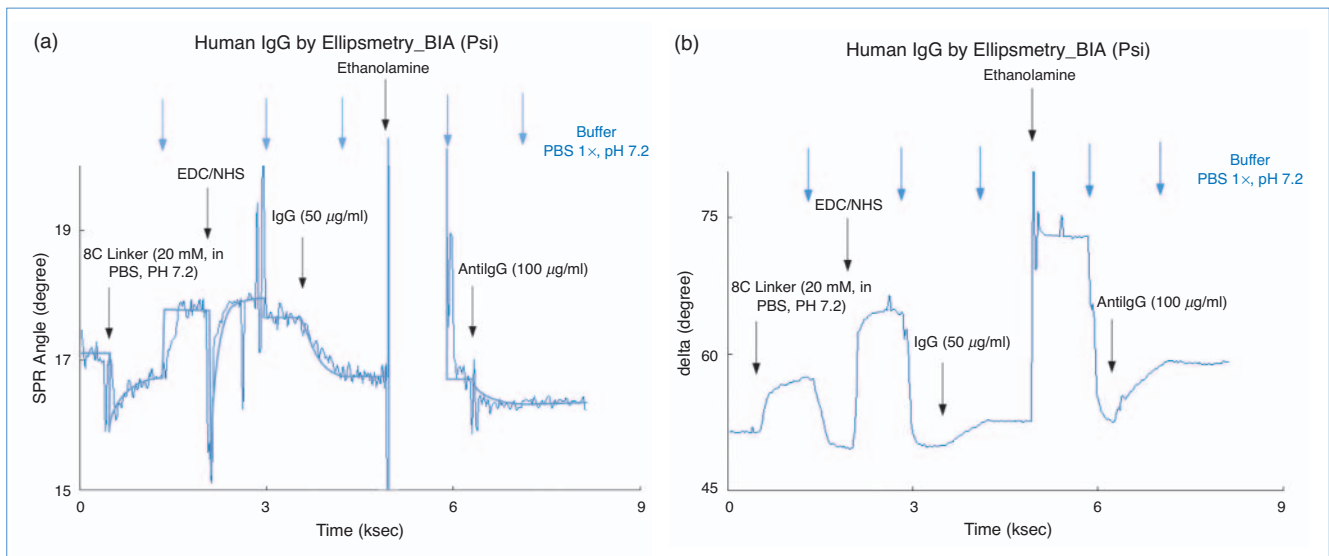 (a)
Human IgG by Ellipsmetry_BIA (Psi)
Ethanolamine
Buffer
PBS 1×, pH 7.2
EDC/NHS
IgG (50 μg/ml)
8C Linker (20 mM, in
PBS, PH 7.2)
AntiIgG (100 μg/ml)
SPR Angle (degree)
19
17
15
0
3
6
9
Time (ksec)
(b)
Human IgG by Ellipsmetry_BIA (Psi)
Ethanolamine
Buffer
PBS 1×, pH 7.2
EDC/NHS
8C Linker (20 mM, in
PBS, PH 7.2)
IgG (50 μg/ml)
AntiIgG (100 μg/ml)
delta (degree)
75
60
45
0
3
6
9
Time (ksec)